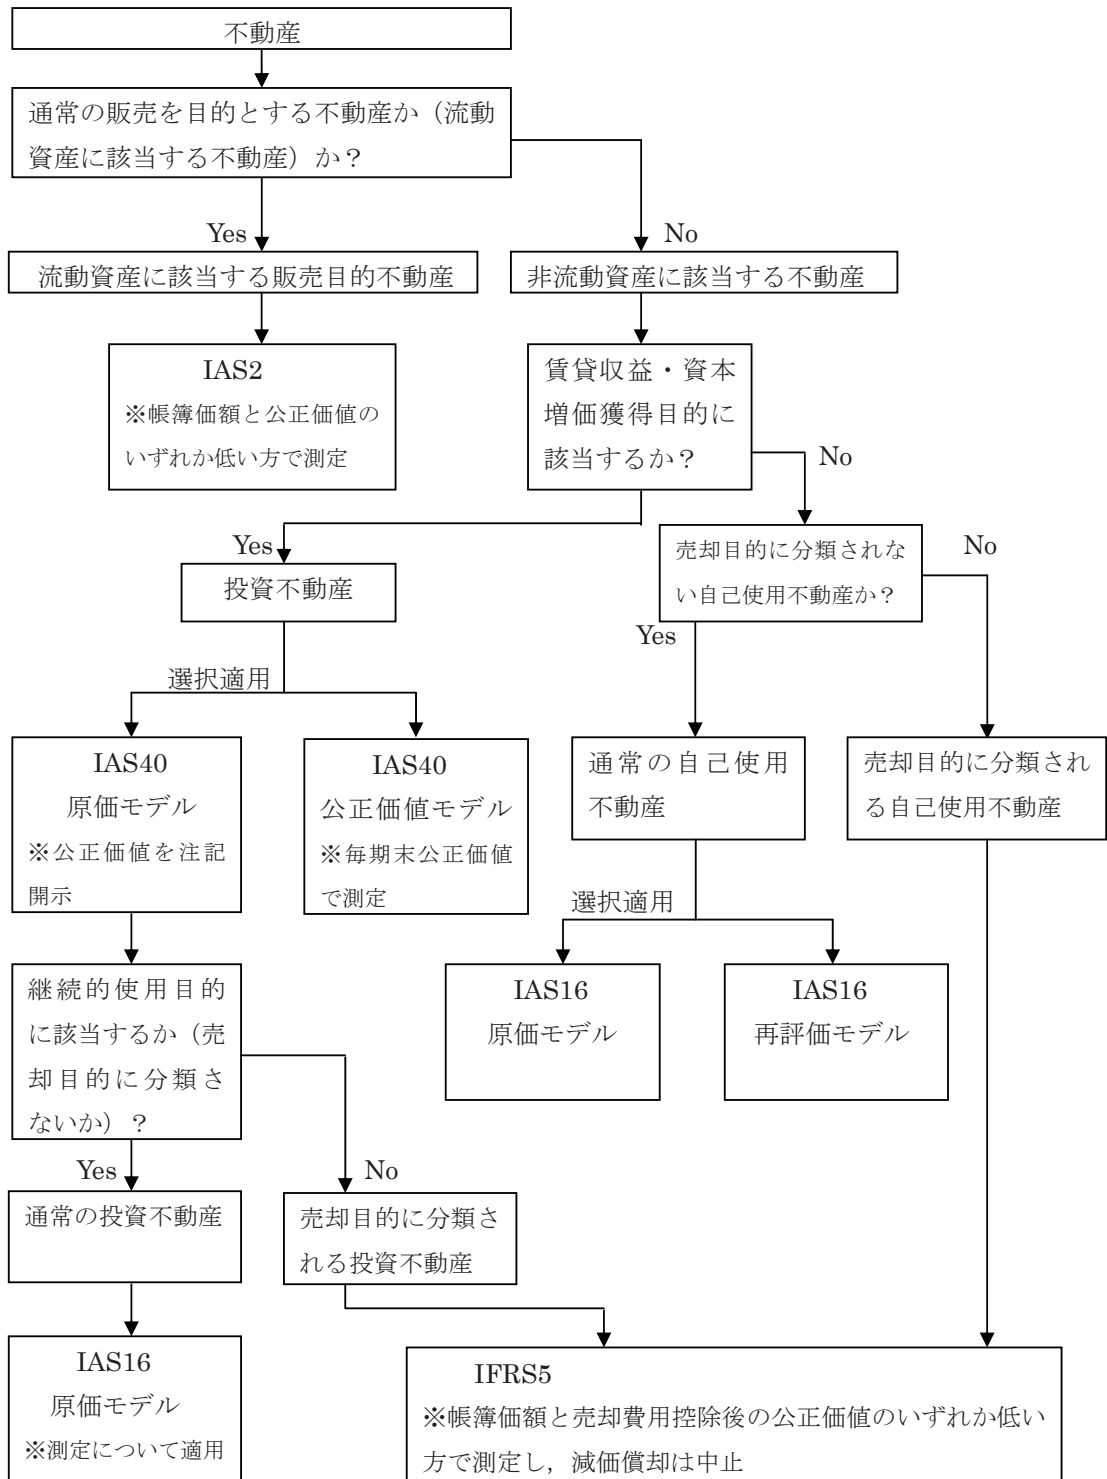 不動産
通常の販売を目的とする不動産か（流動
資産に該当する不動産）か？
Yes
No
流動資産に該当する販売目的不動産
非流動資産に該当する不動産
IAS2
※帳簿価額と公正価値の
いずれか低い方で測定
賃貸収益・資本
増価獲得目的に
該当するか？
No
Yes
投資不動産
売却目的に分類されな
い自己使用不動産か？
No
Yes
選択適用
IAS40
原価モデル
※公正価値を注記
開示
IAS40
公正価値モデル
※毎期末公正価値
で測定
通常の自己使用
不動産
売却目的に分類され
る自己使用不動産
選択適用
継続的使用目的
に該当するか（売
却目的に分類さ
ないか）？
IAS16
原価モデル
IAS16
再評価モデル
Yes
No
通常の投資不動産
売却目的に分類さ
れる投資不動産
IAS16
原価モデル
※測定について適用
IFRS5
※帳簿価額と売却費用控除後の公正価値のいずれか低い
方で測定し，減価償却は中止